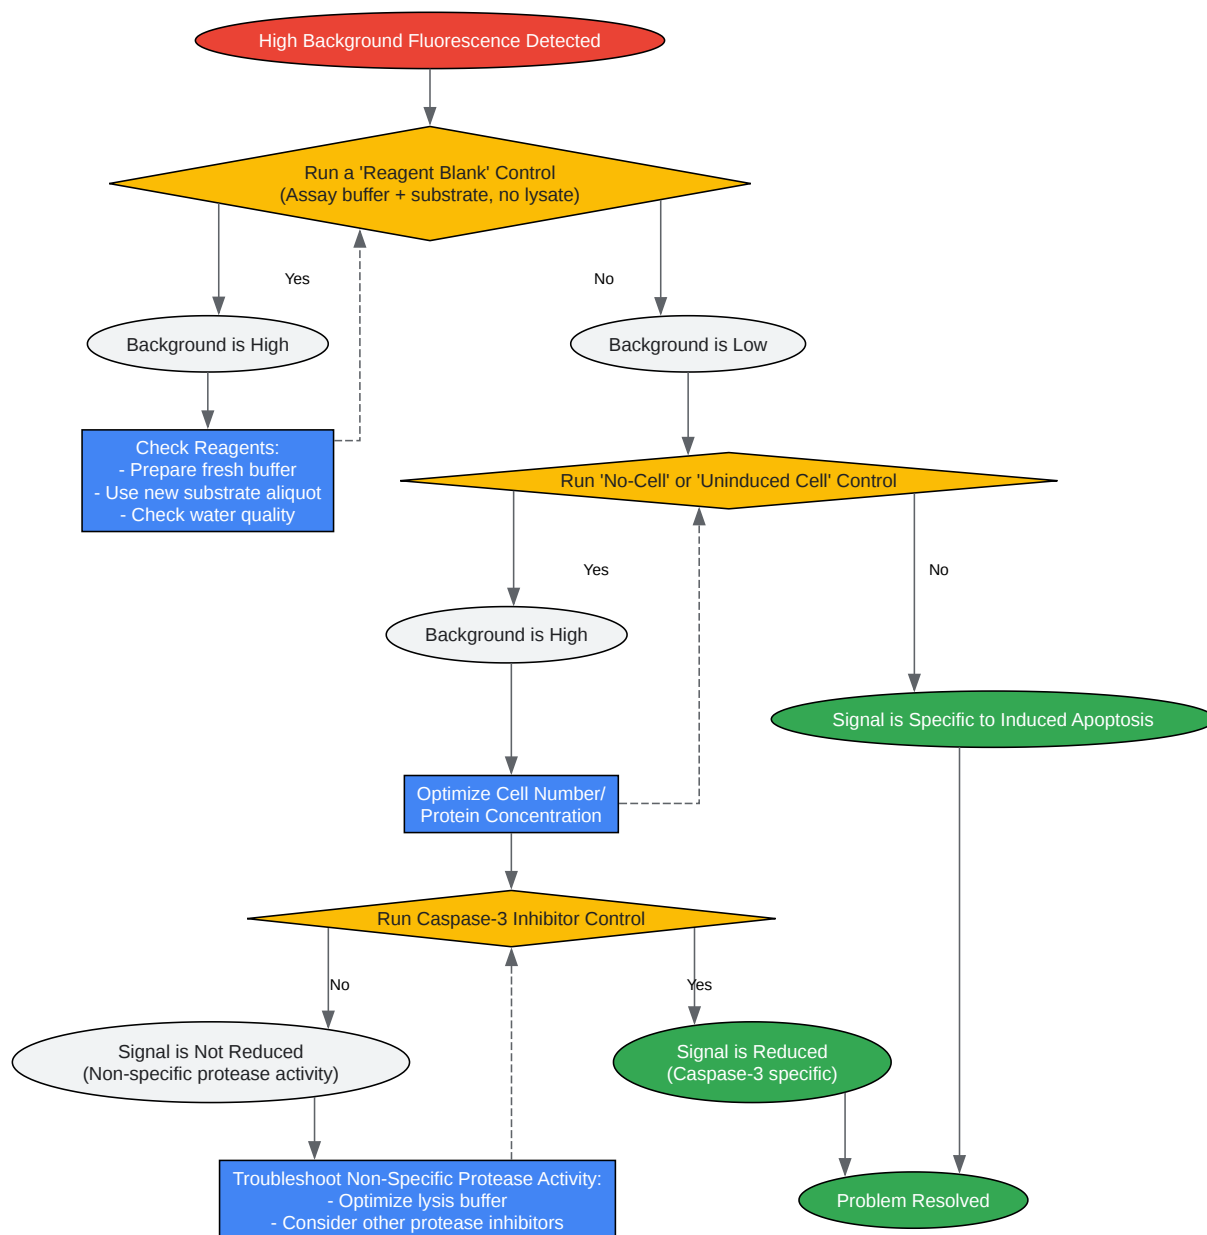 High Background Fluorescence Detected
Run a 'Reagent Blank' Control
(Assay buffer + substrate, no lysate)
Yes
No
Background is High
Background is Low
Check Reagents:
- Prepare fresh buffer
- Use new substrate aliquot
- Check water quality
Run 'No-Cell' or 'Uninduced Cell' Control
Yes
No
Background is High
Signal is Specific to Induced Apoptosis
Optimize Cell Number/
Protein Concentration
Run Caspase-3 Inhibitor Control
No
Yes
Signal is Not Reduced
(Non-specific protease activity)
Signal is Reduced
(Caspase-3 specific)
Troubleshoot Non-Specific Protease Activity:
- Optimize lysis buffer
- Consider other protease inhibitors
Problem Resolved